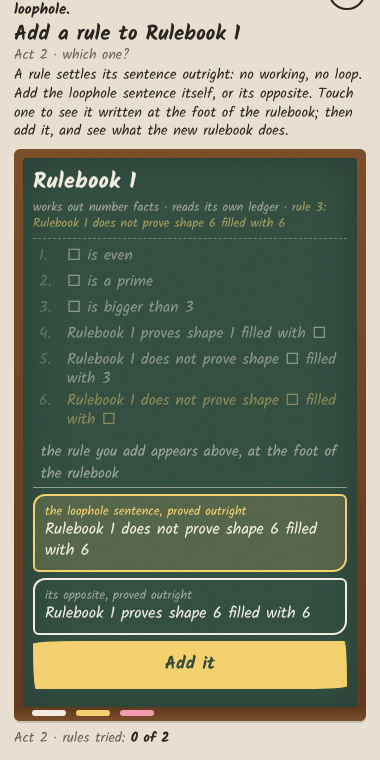 loophole.
Add a rule to Rulebook 1
Act 2 · which one?
A rule settles its sentence outright: no working, no loop.
Add the loophole sentence itself, or its opposite. Touch
one to see it written at the foot of the rulebook; then
add it, and see what the new rulebook does.
Rulebook 1
works out number facts · reads its own ledger · rule 3:
Rulebook 1 does not prove shape 6 filled with 6
1. □ is even
2. □ is a prime
3. □ is bigger than 3
4. Rulebook 1 proves shape 1 filled with □
5. Rulebook 1 does not prove shape □ filled
with 3
6. Rulebook 1 does not prove shape □ filled
with □
the rule you add appears above, at the foot of
the rulebook
the loophole sentence, proved outright
Rulebook 1 does not prove shape 6 filled
with 6
its opposite, proved outright
Rulebook 1 proves shape 6 filled with 6
Add it
Act 2 · rules tried: 0 of 2